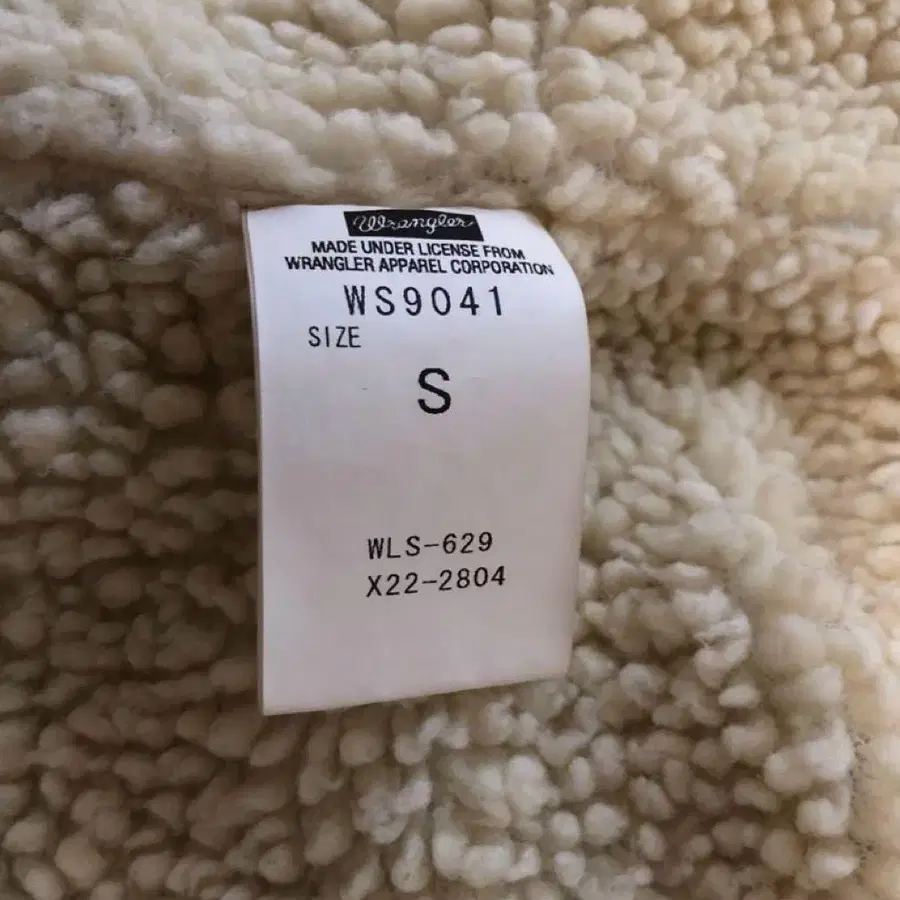 Wrangler
MADE UNDER LICENSE FROM
WRANGLER APPAREL CORPORATION
WS9041
SIZE
S
WLS-629
X22-2804